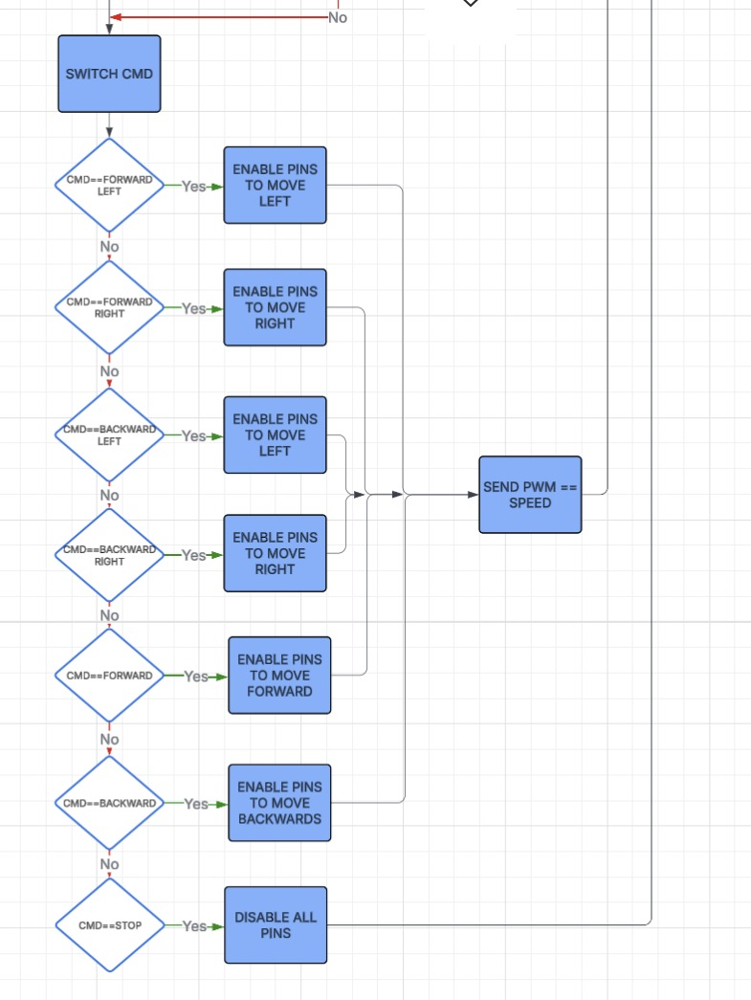 No
SWITCH CMD
CMD==FORWARD
LEFT
Yes
ENABLE PINS
TO MOVE
LEFT
No
CMD==FORWARD
RIGHT
Yes
ENABLE PINS
TO MOVE
RIGHT
No
CMD==BACKWARD
LEFT
Yes
ENABLE PINS
TO MOVE
LEFT
SEND PWM ==
SPEED
No
CMD==BACKWARD
RIGHT
Yes
ENABLE PINS
TO MOVE
RIGHT
No
CMD==FORWARD
Yes
ENABLE PINS
TO MOVE
FORWARD
No
CMD==BACKWARD
Yes
ENABLE PINS
TO MOVE
BACKWARDS
No
CMD==STOP
Yes
DISABLE ALL
PINS